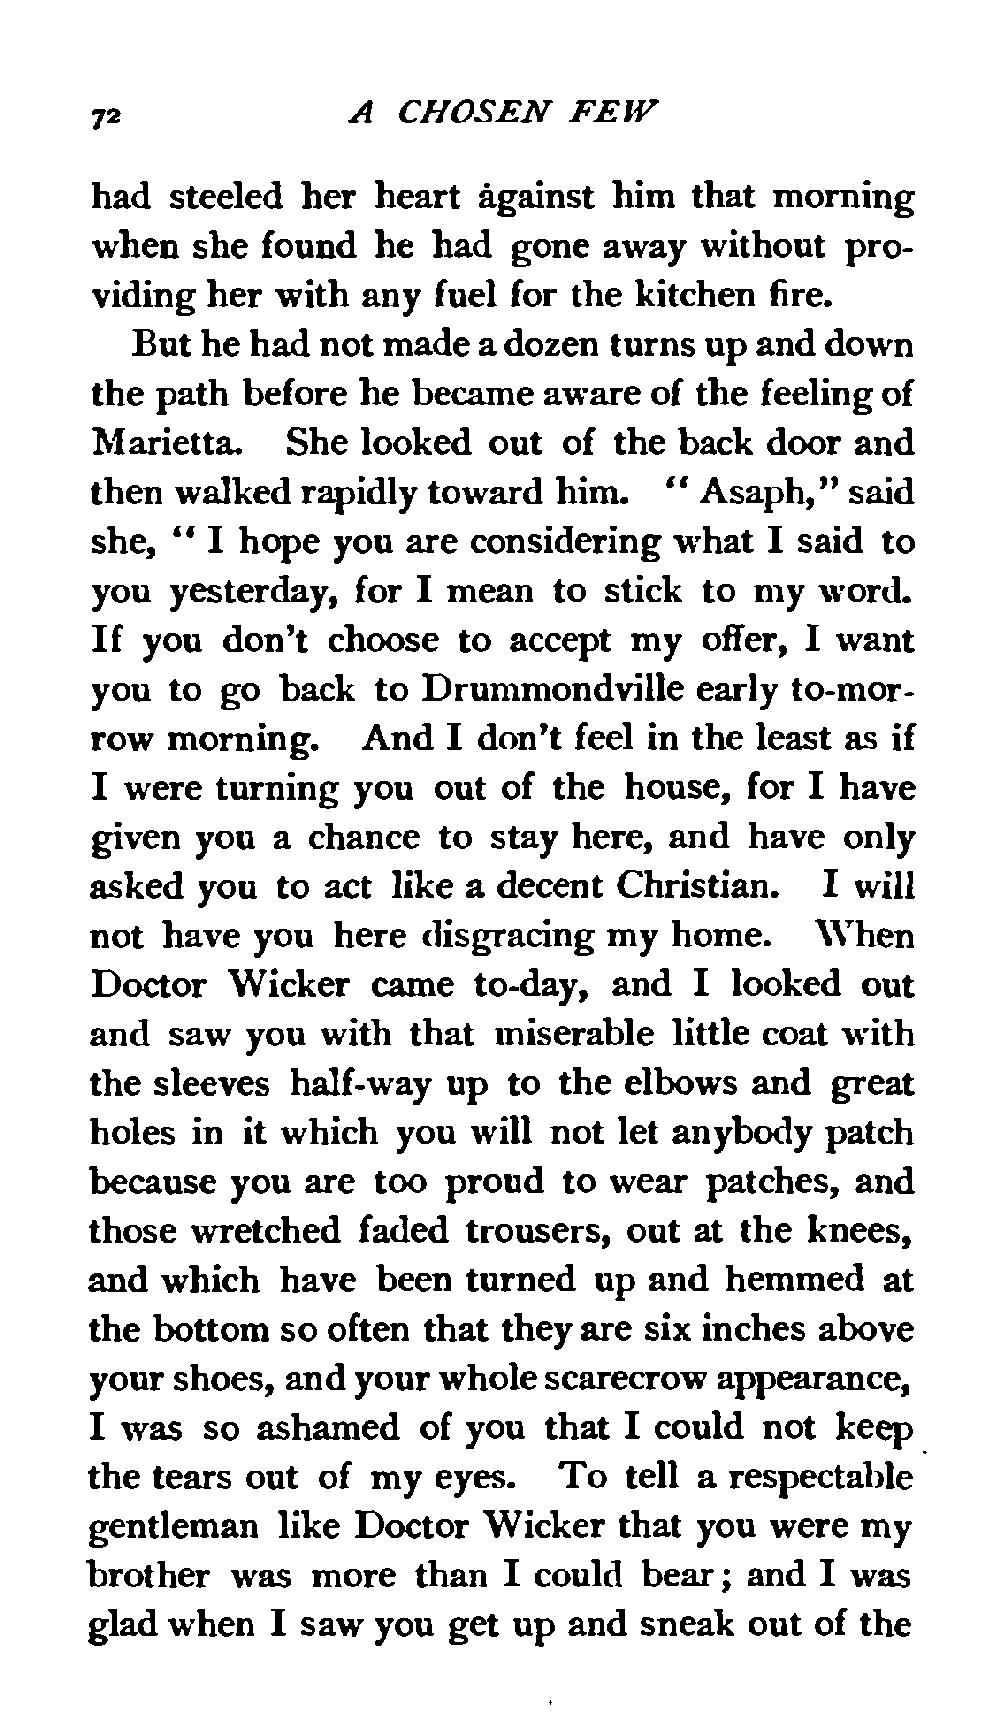 72 A CHOSEN FEW
had steeled her heart against him that morning
when she found he had gone away without pro-
viding her with any fuel for the kitchen fire.
But he had not made a dozen turns up and down
the path before he became aware of the feeling of
Marietta. She looked out of the back door and
then walked rapidly toward him. “ Asaph,” said
she, “ I hope you are considering what I said to
you yesterday, for I mean to stick to my word.
If you don’t choose to accept my offer, I want
you to go back to Drummondville early to-mor-
row morning. And I don’t feel in the least as if
I were turning you out of the house, for I have
given you a chance to stay here, and have only
asked you to act like a decent Christian. I will
not have you here disgracing my home. When
Doctor Wicker came to-day, and I looked out
and saw you with that miserable little coat with
the sleeves half-way up to the elbows and great
holes in it which you will not let anybody patch
because you are too proud to wear patches, and
those wretched faded trousers, out at the knees,
and which have been turned up and hemmed at
the bottom so often that they are six inches above
your shoes, and your whole scarecrow appearance,
I was so ashamed of you that I could not keep
the tears out of my eyes. To tell a respectable
gentleman like Doctor Wicker that you were my
brother was more than I could bear; and I was
glad when I saw you get up and sneak out of the